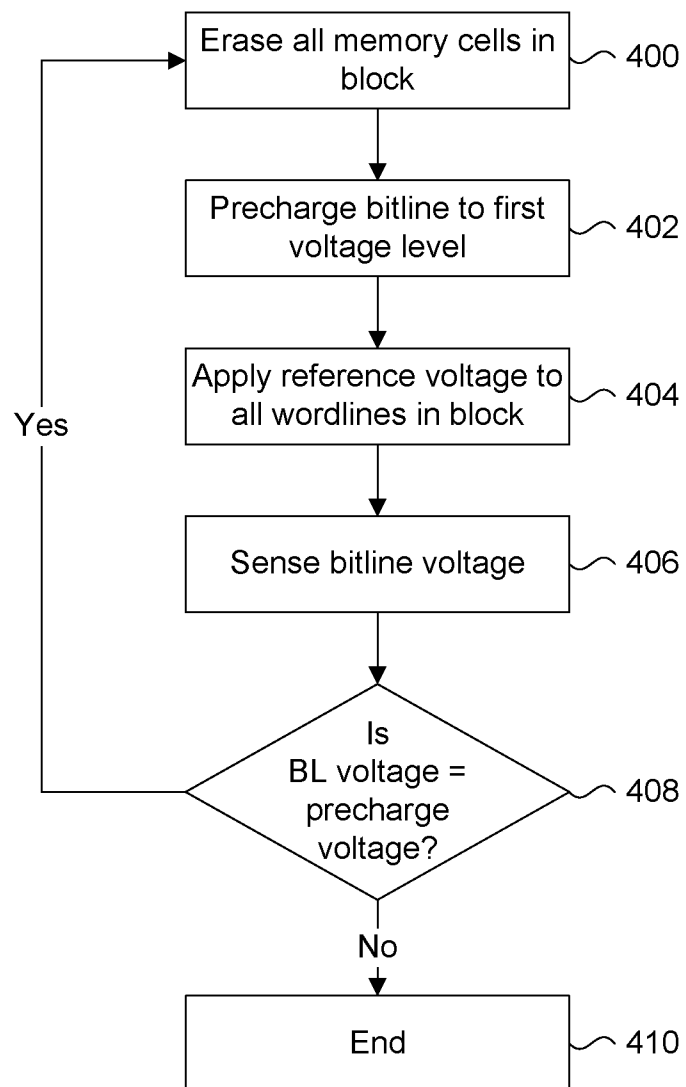 Erase all memory cells in
block
400
Precharge bitline to first
voltage level
402
Apply reference voltage to
all wordlines in block
404
Yes
Sense bitline voltage
406
Is
BL voltage =
precharge
voltage?
408
No
End
410